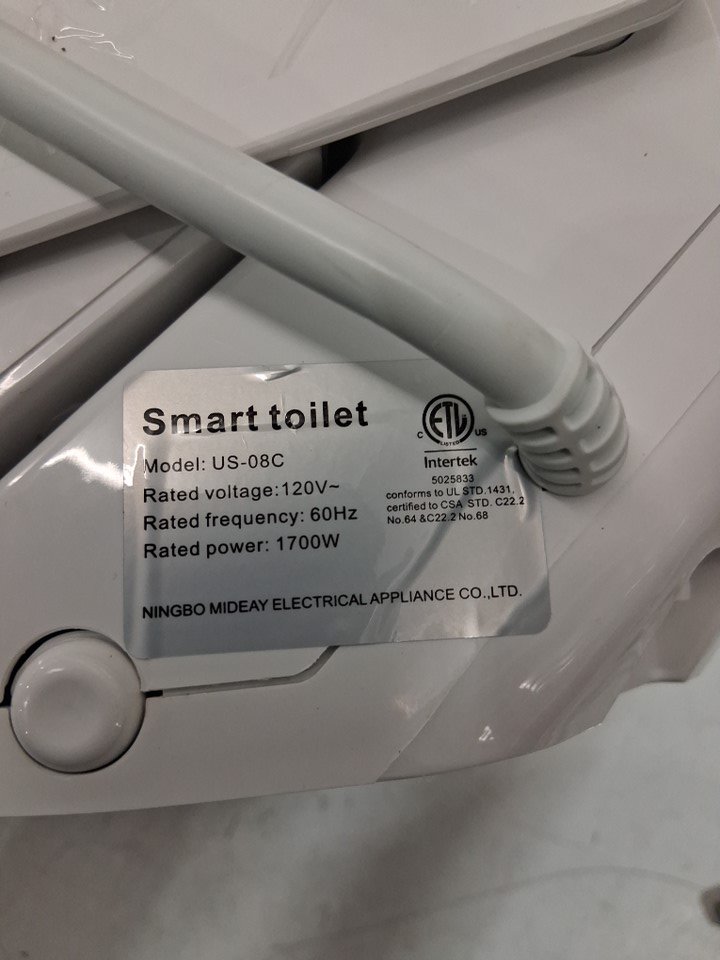 Smart toilet
Model: US-08C
Rated voltage:120V~
Rated frequency: 60Hz
Rated power: 1700W
C ETL US
LISTED
Intertek
5025833
conforms to UL STD.1431,
certified to CSA STD. C22.2
No.64 &C22.2 No.68
NINGBO MIDEAY ELECTRICAL APPLIANCE CO.,LTD.